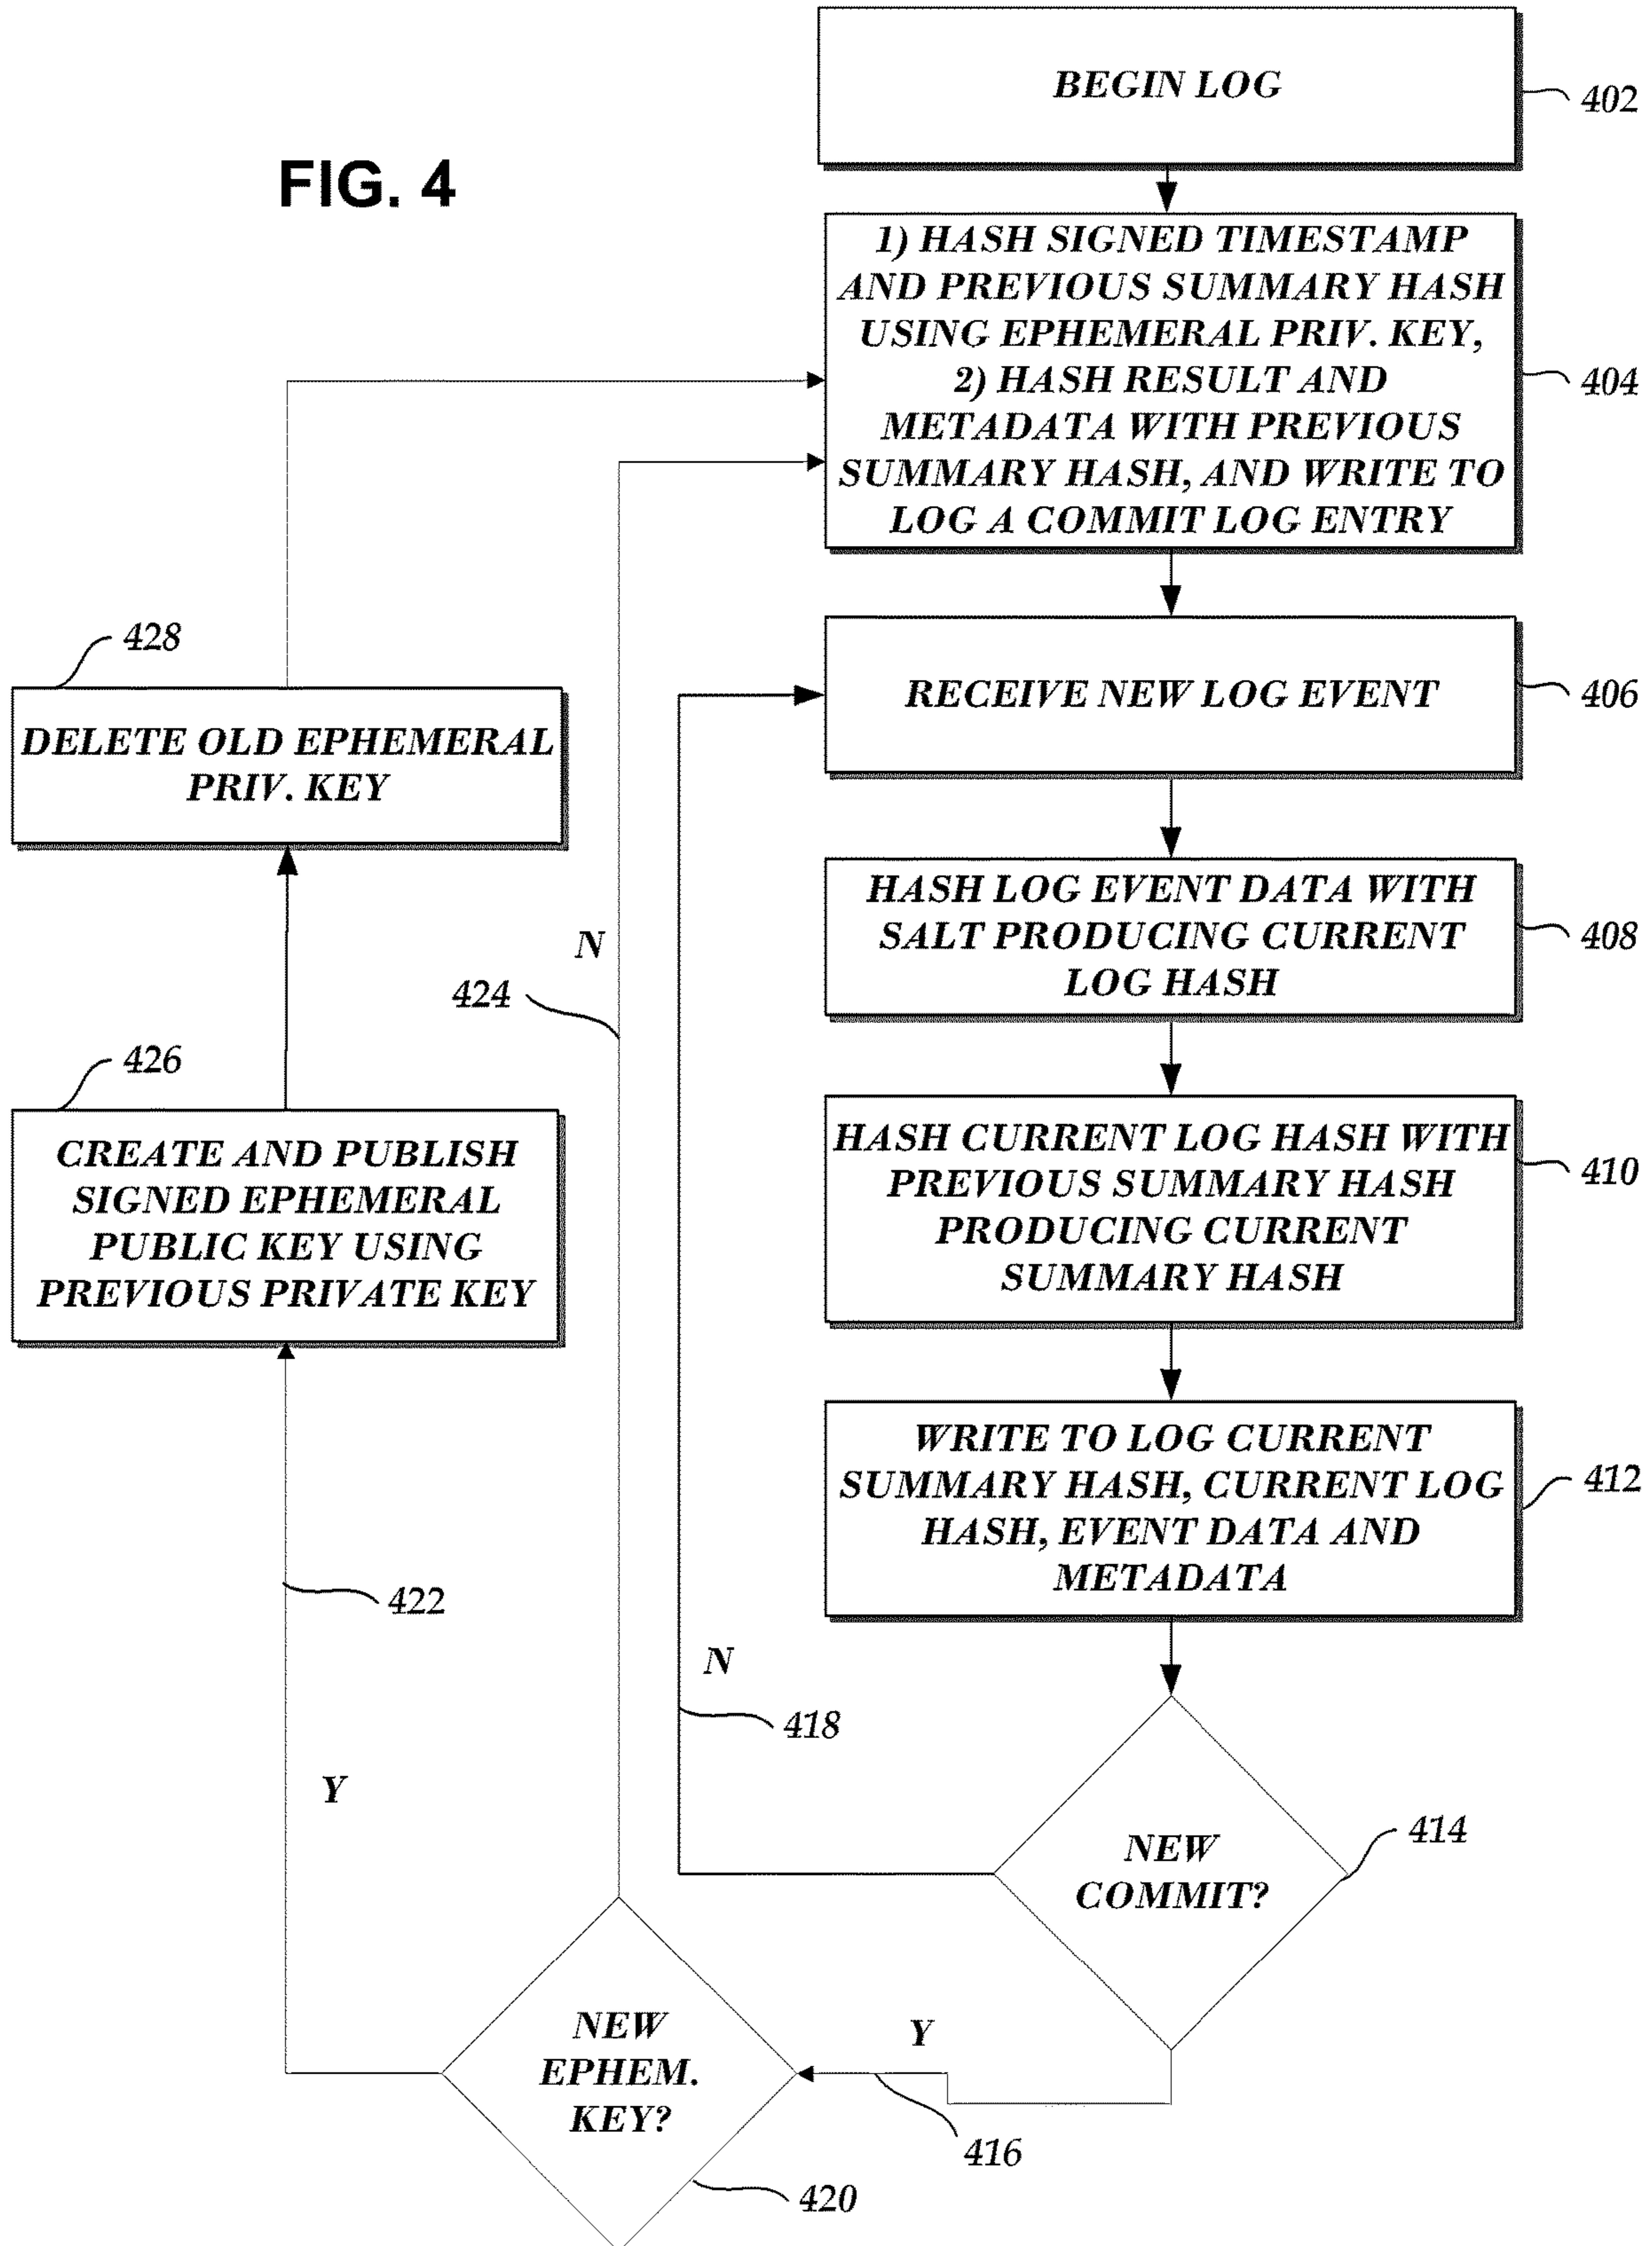 FIG. 4
BEGIN LOG
402
1) HASH SIGNED TIMESTAMP
AND PREVIOUS SUMMARY HASH
USING EPHEMERAL PRIV. KEY,
2) HASH RESULT AND
METADATA WITH PREVIOUS
SUMMARY HASH, AND WRITE TO
LOG A COMMIT LOG ENTRY
404
RECEIVE NEW LOG EVENT
406
HASH LOG EVENT DATA WITH
SALT PRODUCING CURRENT
LOG HASH
408
HASH CURRENT LOG HASH WITH
PREVIOUS SUMMARY HASH
PRODUCING CURRENT
SUMMARY HASH
410
WRITE TO LOG CURRENT
SUMMARY HASH, CURRENT LOG
HASH, EVENT DATA AND
METADATA
412
NEW
COMMIT?
414
N
418
Y
416
NEW
EPHEM.
KEY?
420
N
424
Y
422
CREATE AND PUBLISH
SIGNED EPHEMERAL
PUBLIC KEY USING
PREVIOUS PRIVATE KEY
426
DELETE OLD EPHEMERAL
PRIV. KEY
428